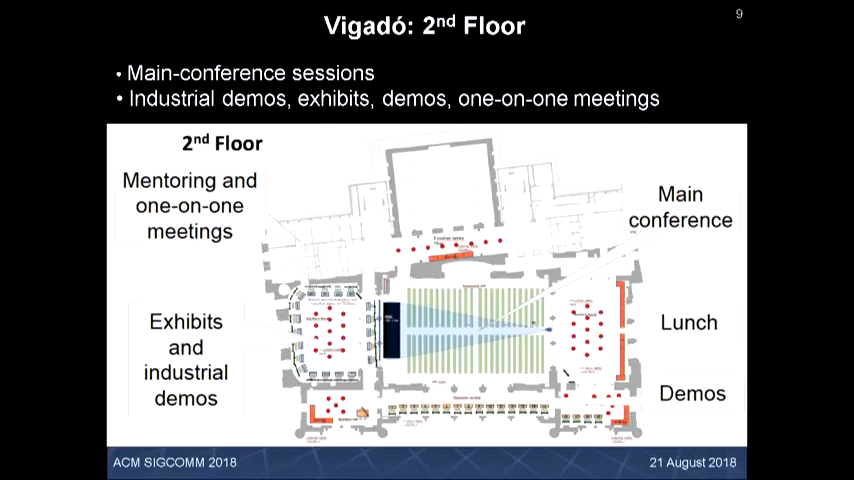 9
Vigadó: 2nd Floor
• Main-conference sessions
• Industrial demos, exhibits, demos, one-on-one meetings
2nd Floor
Mentoring and
one-on-one
meetings
Main
conference
Exhibits
and
industrial
demos
Lunch
Demos
ACM SIGCOMM 2018
21 August 2018